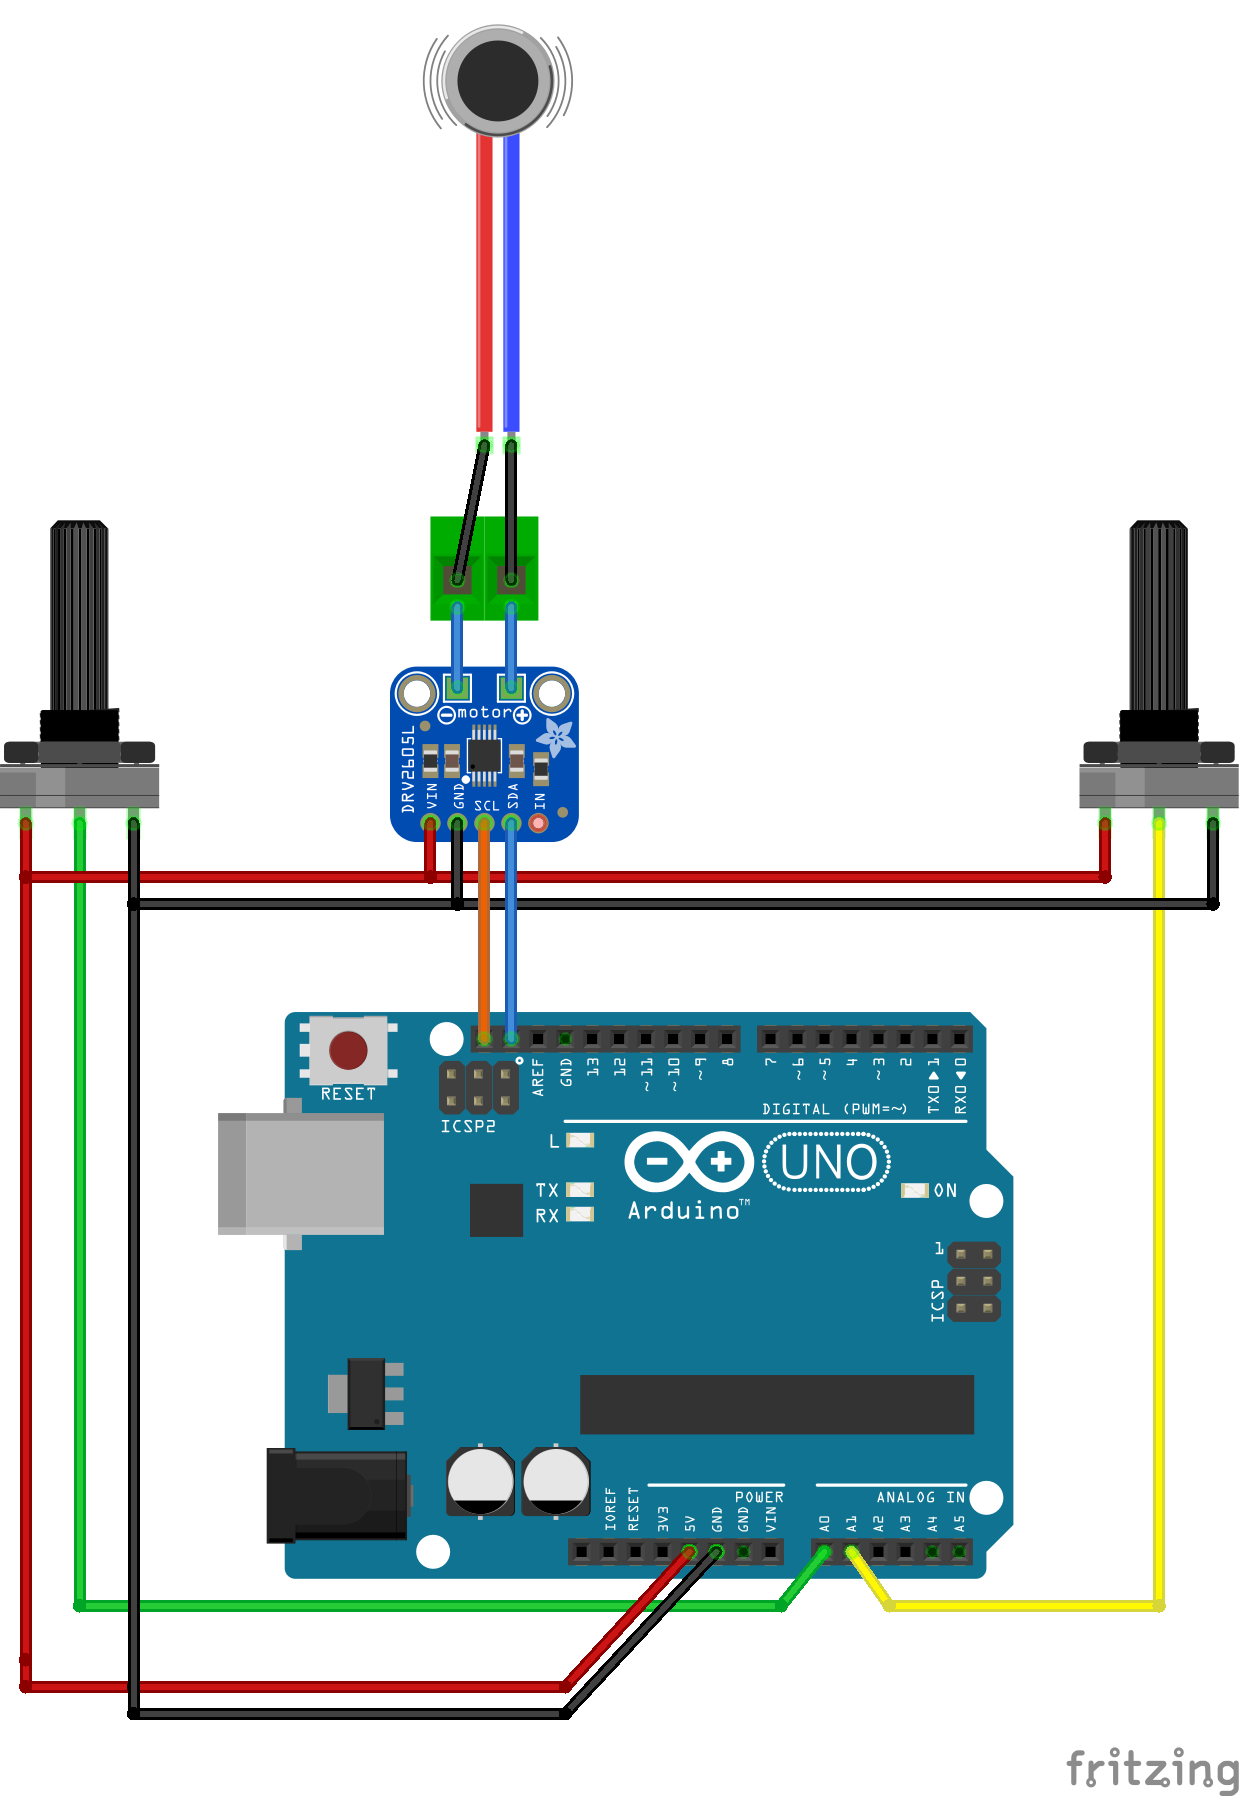 motor
DRV2605L
VIN
GND
SCL
SDA
IN
RESET
ICSP2
AREF
GND
13
12
~11
~10
~9
8
7
~6
~5
4
~3
2
TX0▶1
RX0◀0
DIGITAL (PWM=~)
L
TX
RX
UNO
Arduino™
ON
1
ICSP
POWER
ANALOG IN
IOREF
RESET
3V3
5V
GND
GND
VIN
A0
A1
A2
A3
A4
A5
fritzing